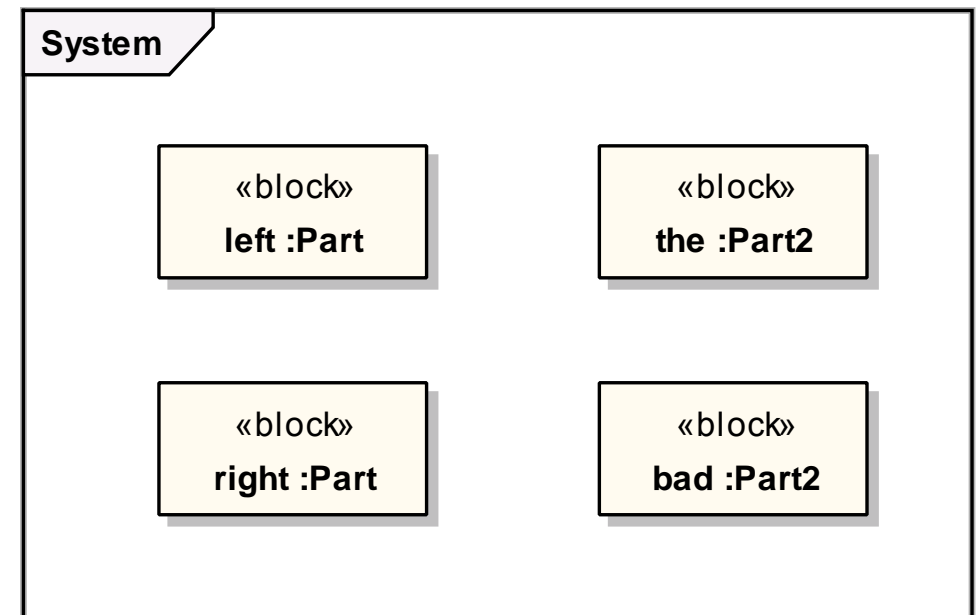 System
«block»
left :Part
«block»
the :Part2
«block»
right :Part
«block»
bad :Part2